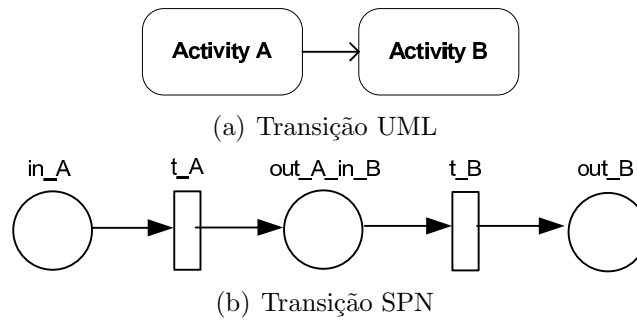 Activity A Activity B
(a) Transição UML
in_A t_A out_A_in_B t_B out_B
(b) Transição SPN